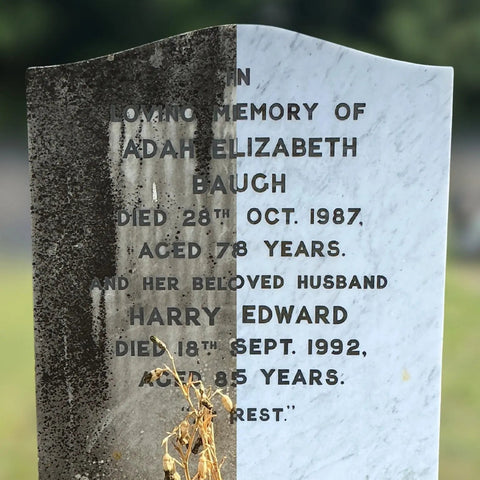 IN
LOVING MEMORY OF
ADAH ELIZABETH
BAUGH
DIED 28TH OCT. 1987,
AGED 78 YEARS.
AND HER BELOVED HUSBAND
HARRY EDWARD
DIED 18TH SEPT. 1992,
AGED 85 YEARS.
"AT REST."